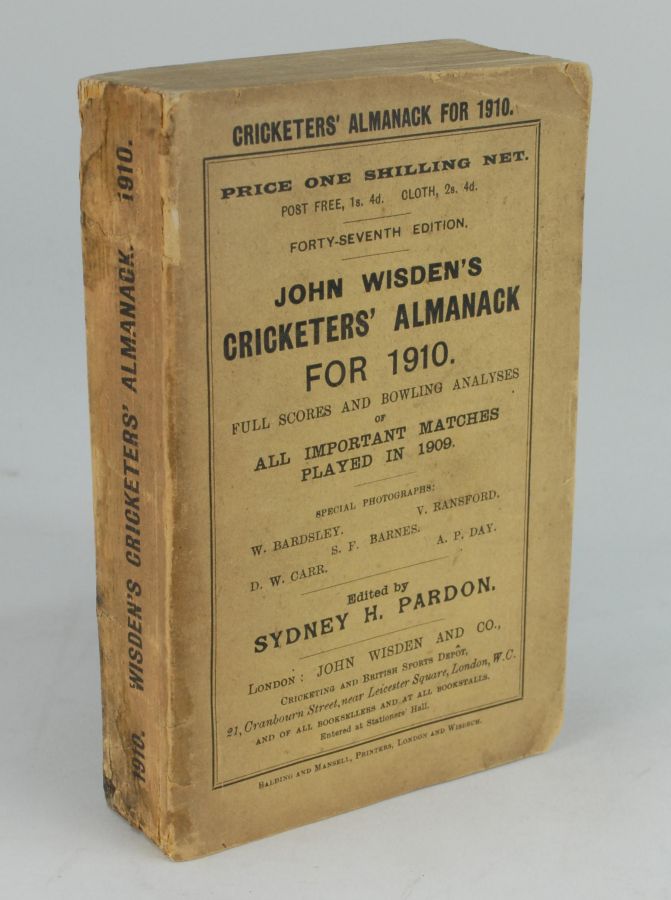 CRICKETERS' ALMANACK FOR 1910.
PRICE ONE SHILLING NET.
POST FREE, 1s. 4d. CLOTH, 2s. 4d.
FORTY-SEVENTH EDITION.
JOHN WISDEN'S
CRICKETERS' ALMANACK
FOR 1910.
FULL SCORES AND BOWLING ANALYSES
OF
ALL IMPORTANT MATCHES
PLAYED IN 1909.
SPECIAL PHOTOGRAPHS:
W. BARDSLEY. V. RANSFORD.
S. F. BARNES.
D. W. CARR. A. P. DAY.
Edited by
SYDNEY H. PARDON.
LONDON: JOHN WISDEN AND CO.,
CRICKETING AND BRITISH SPORTS DEPÔT,
21, Cranbourn Street, near Leicester Square, London, W.C.
AND OF ALL BOOKSELLERS AND AT ALL BOOKSTALLS.
Entered at Stationers' Hall.
BALDING AND MANSELL, PRINTERS, LONDON AND WISBECH.
1910. WISDEN'S CRICKETERS' ALMANACK. 1910.